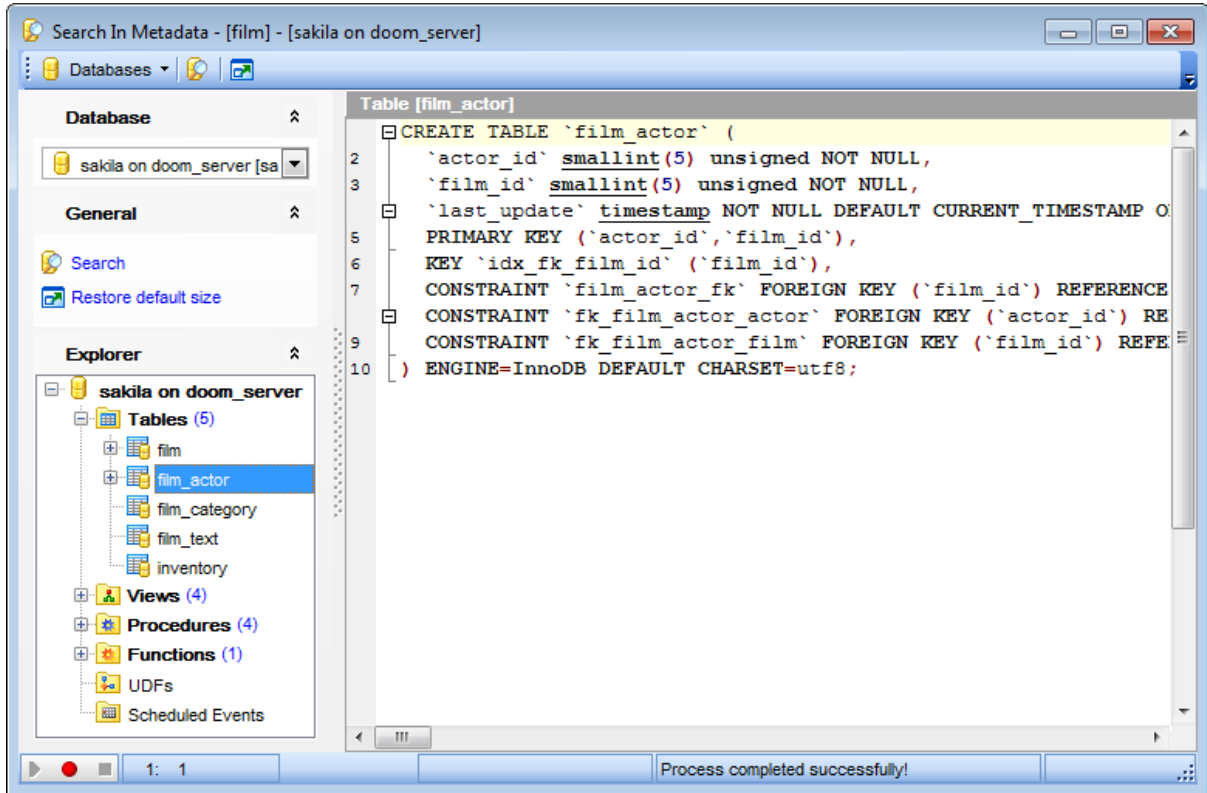 Search In Metadata - [film] - [sakila on doom_server]
Databases
Database
sakila on doom_server [sa
General
Search
Restore default size
Explorer
sakila on doom_server
Tables (5)
film
film_actor
film_category
film_text
inventory
Views (4)
Procedures (4)
Functions (1)
UDFs
Scheduled Events
Table [film_actor]
CREATE TABLE `film_actor` (
2 `actor_id` smallint(5) unsigned NOT NULL,
3 `film_id` smallint(5) unsigned NOT NULL,
`last_update` timestamp NOT NULL DEFAULT CURRENT_TIMESTAMP O
5 PRIMARY KEY (`actor_id`,`film_id`),
6 KEY `idx_fk_film_id` (`film_id`),
7 CONSTRAINT `film_actor_fk` FOREIGN KEY (`film_id`) REFERENCE
CONSTRAINT `fk_film_actor_actor` FOREIGN KEY (`actor_id`) RE
9 CONSTRAINT `fk_film_actor_film` FOREIGN KEY (`film_id`) REFE
10 ) ENGINE=InnoDB DEFAULT CHARSET=utf8;
1: 1
Process completed successfully!